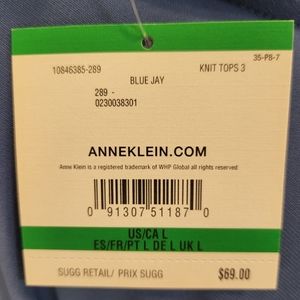 35-P8-7
10846385-289 KNIT TOPS 3
BLUE JAY
289 -
0230038301
ANNEKLEIN.COM
Anne Klein is a registered trademark of WHP Global all rights reserved
0 91307 51187 0
US/CA L
ES/FR/PT L DE L UK L
SUGG RETAIL/ PRIX SUGG $69.00